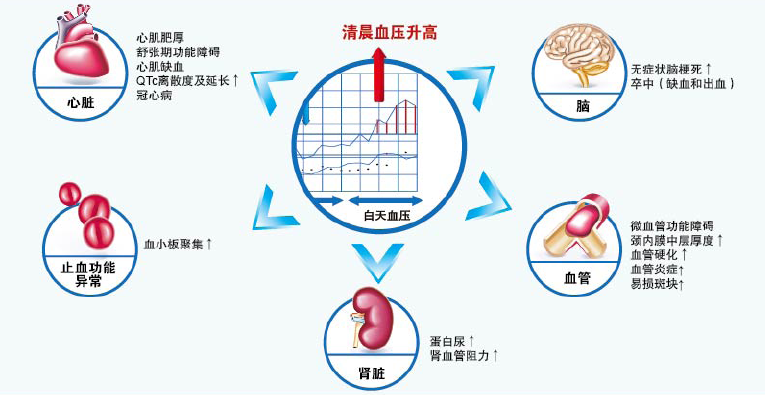 清晨血压升高
心肌肥厚
舒张期功能障碍
心肌缺血
QTc离散度及延长↑
冠心病
心脏
无症状脑梗死↑
卒中（缺血和出血）
脑
白天血压
血小板聚集↑
止血功能
异常
微血管功能障碍
颈内膜中层厚度↑
血管硬化↑
血管炎症↑
易损斑块↑
血管
蛋白尿↑
肾血管阻力↑
肾脏